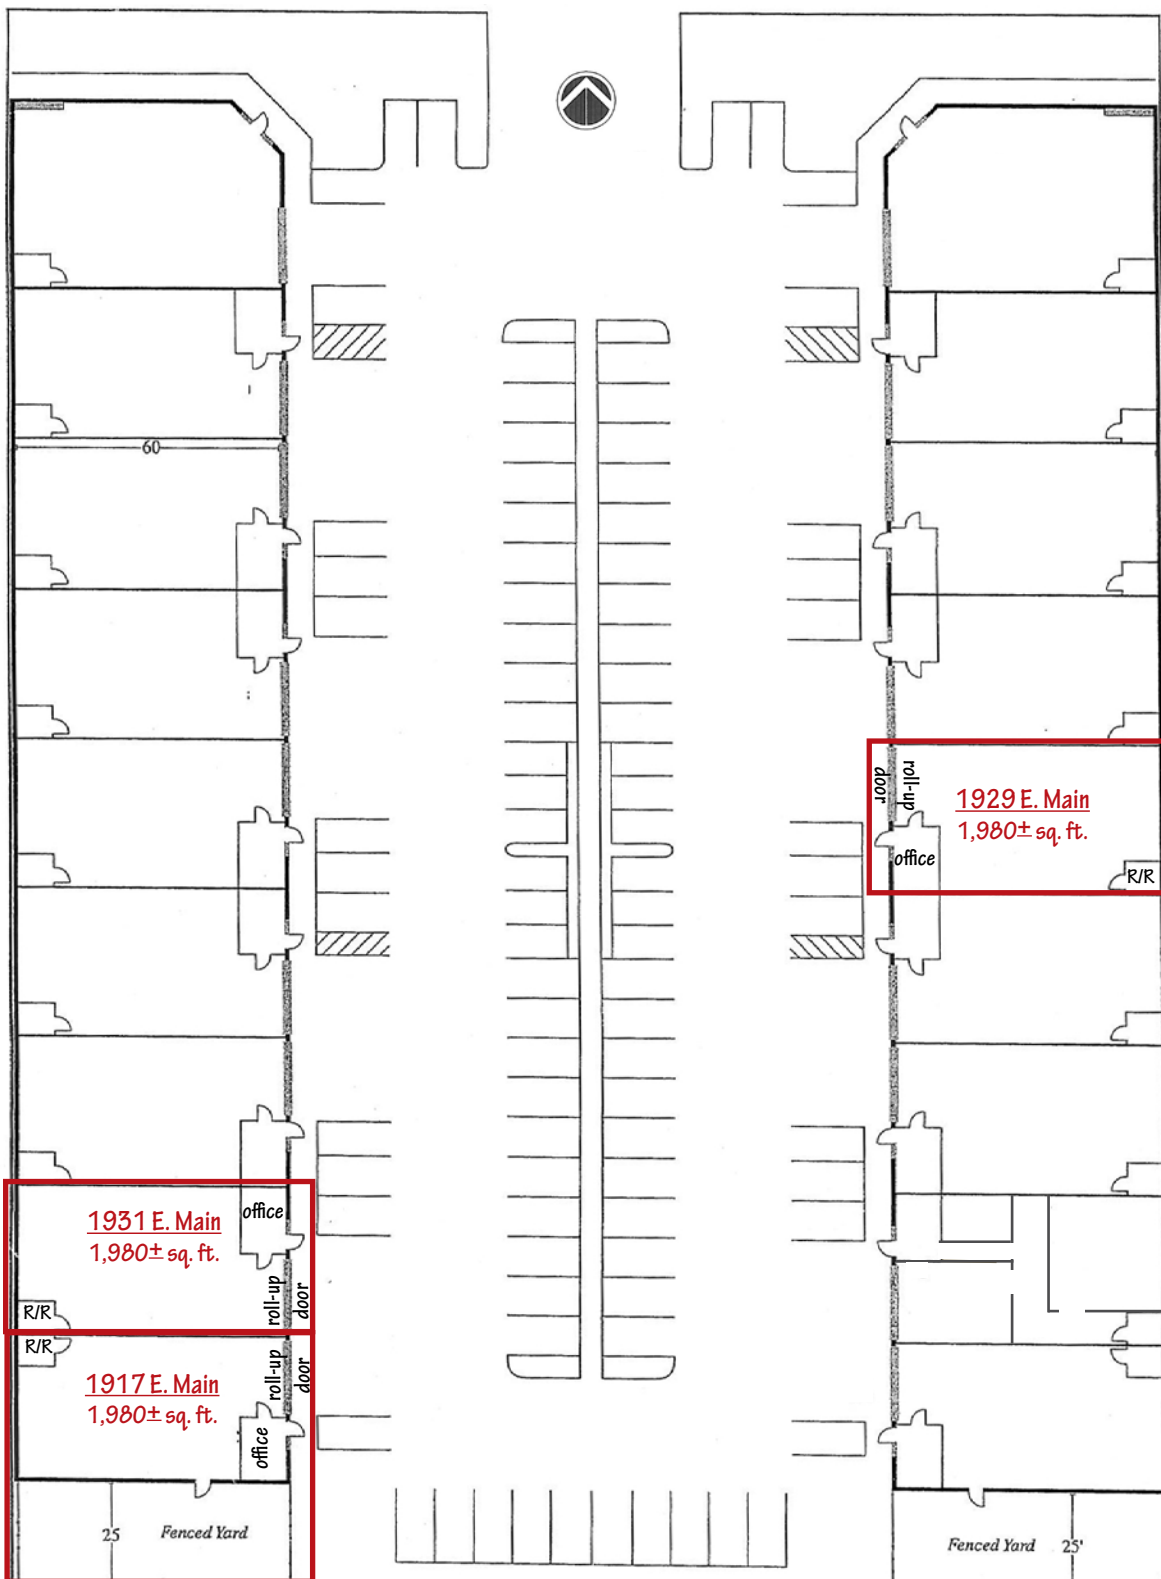 60
roll-up
door
1929 E. Main
1,980± sq. ft.
office
R/R
1931 E. Main
1,980± sq. ft.
office
roll-up
door
R/R
R/R
1917 E. Main
1,980± sq. ft.
roll-up
door
office
25
Fenced Yard
Fenced Yard
25'